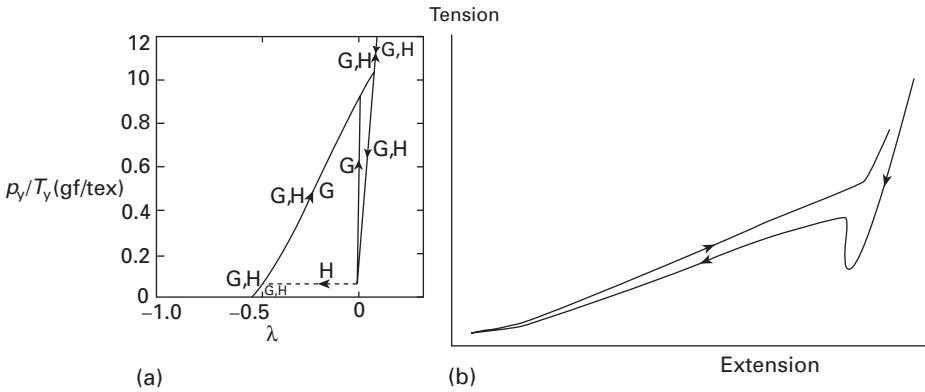 Tension
12
10
0.8
0.6
0.4
0.2
0
p_y/T_y (gf/tex)
G,H
G,H
G
G,H
G,H
G
G,H
H
G,H
−1.0
−0.5
0
λ
Extension
(a)
(b)